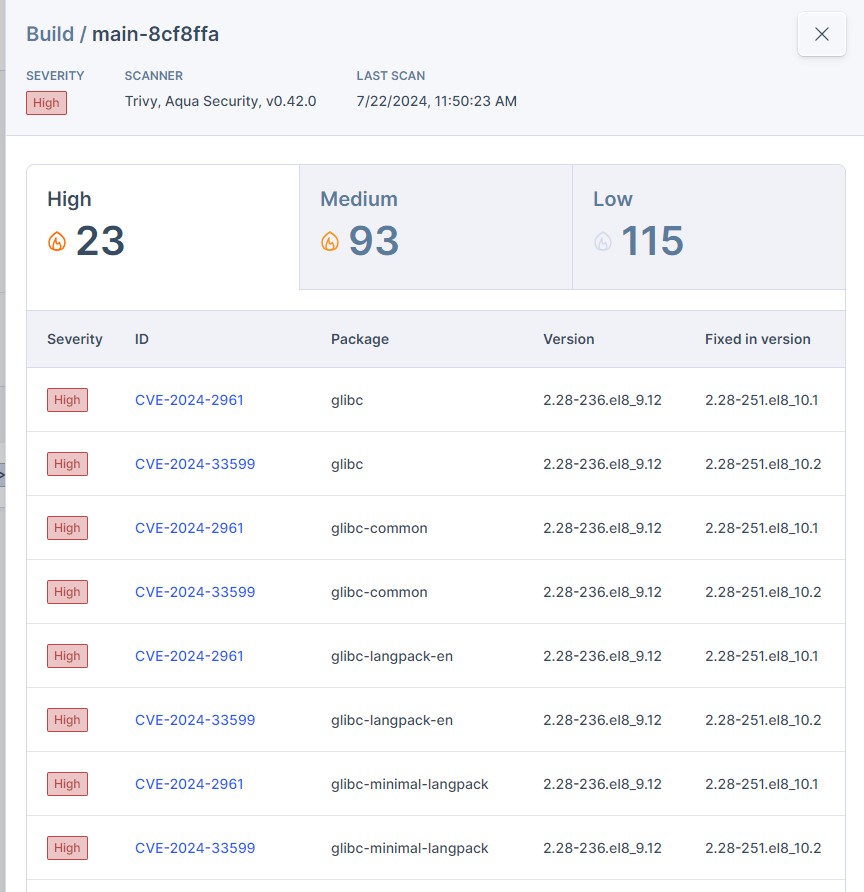 Build / main-8cf8ffa
SEVERITY SCANNER LAST SCAN
High Trivy, Aqua Security, v0.42.0 7/22/2024, 11:50:23 AM
High Medium Low
23 93 115
Severity ID Package Version Fixed in version
High CVE-2024-2961 glibc 2.28-236.el8_9.12 2.28-251.el8_10.1
High CVE-2024-33599 glibc 2.28-236.el8_9.12 2.28-251.el8_10.2
High CVE-2024-2961 glibc-common 2.28-236.el8_9.12 2.28-251.el8_10.1
High CVE-2024-33599 glibc-common 2.28-236.el8_9.12 2.28-251.el8_10.2
High CVE-2024-2961 glibc-langpack-en 2.28-236.el8_9.12 2.28-251.el8_10.1
High CVE-2024-33599 glibc-langpack-en 2.28-236.el8_9.12 2.28-251.el8_10.2
High CVE-2024-2961 glibc-minimal-langpack 2.28-236.el8_9.12 2.28-251.el8_10.1
High CVE-2024-33599 glibc-minimal-langpack 2.28-236.el8_9.12 2.28-251.el8_10.2